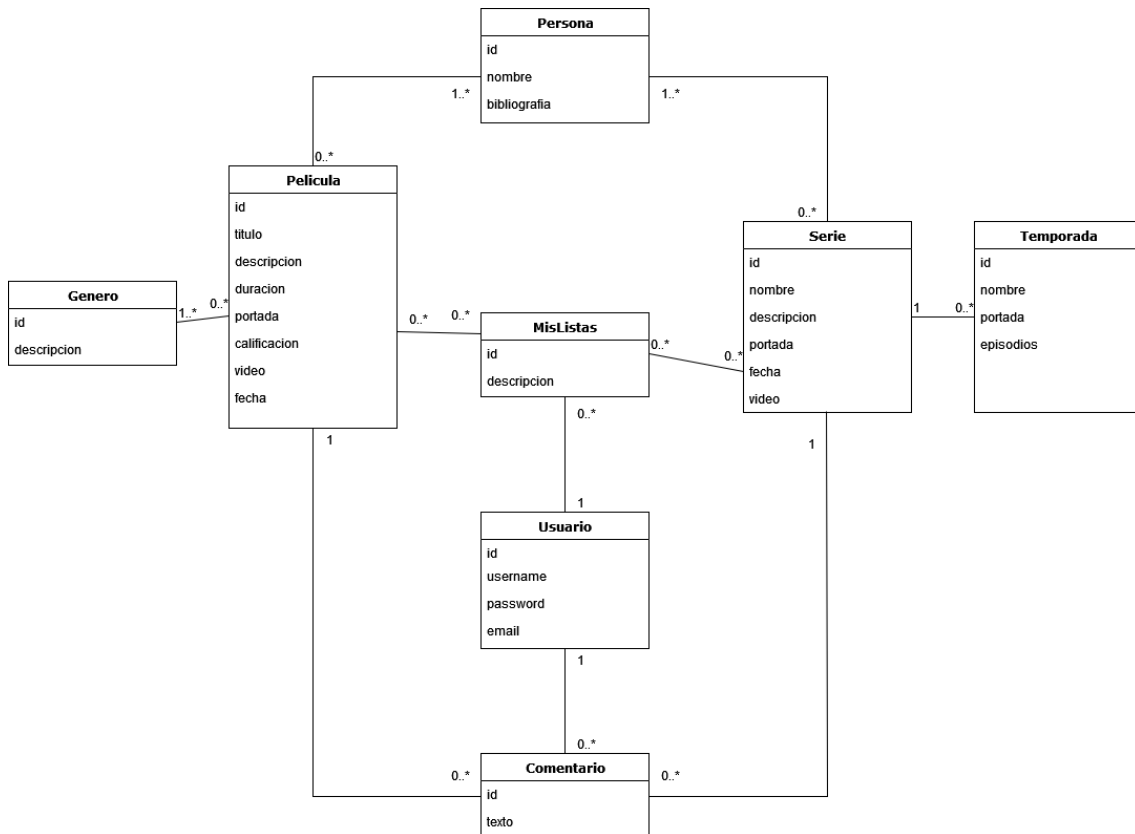 Persona
id
nombre
bibliografia
1..*
1..*
0..*
0..*
Pelicula
id
titulo
descripcion
duracion
portada
calificacion
video
fecha
Serie
id
nombre
descripcion
portada
fecha
video
Temporada
id
nombre
portada
episodios
Genero
id
descripcion
1..*
0..*
0..*
0..*
MisListas
id
descripcion
0..*
0..*
1
0..*
0..*
1
1
1
Usuario
id
username
password
email
1
0..*
0..*
0..*
Comentario
id
texto